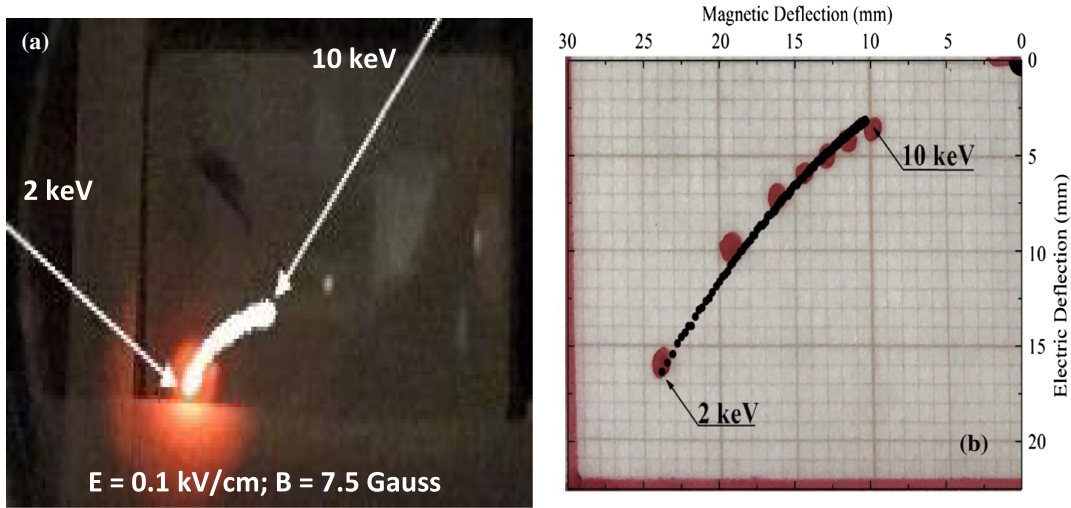 (a)
10 keV
2 keV
E = 0.1 kV/cm; B = 7.5 Gauss
Magnetic Deflection (mm)
30 25 20 15 10 5 0
0
5
10
15
20
Electric Deflection (mm)
10 keV
2 keV
(b)